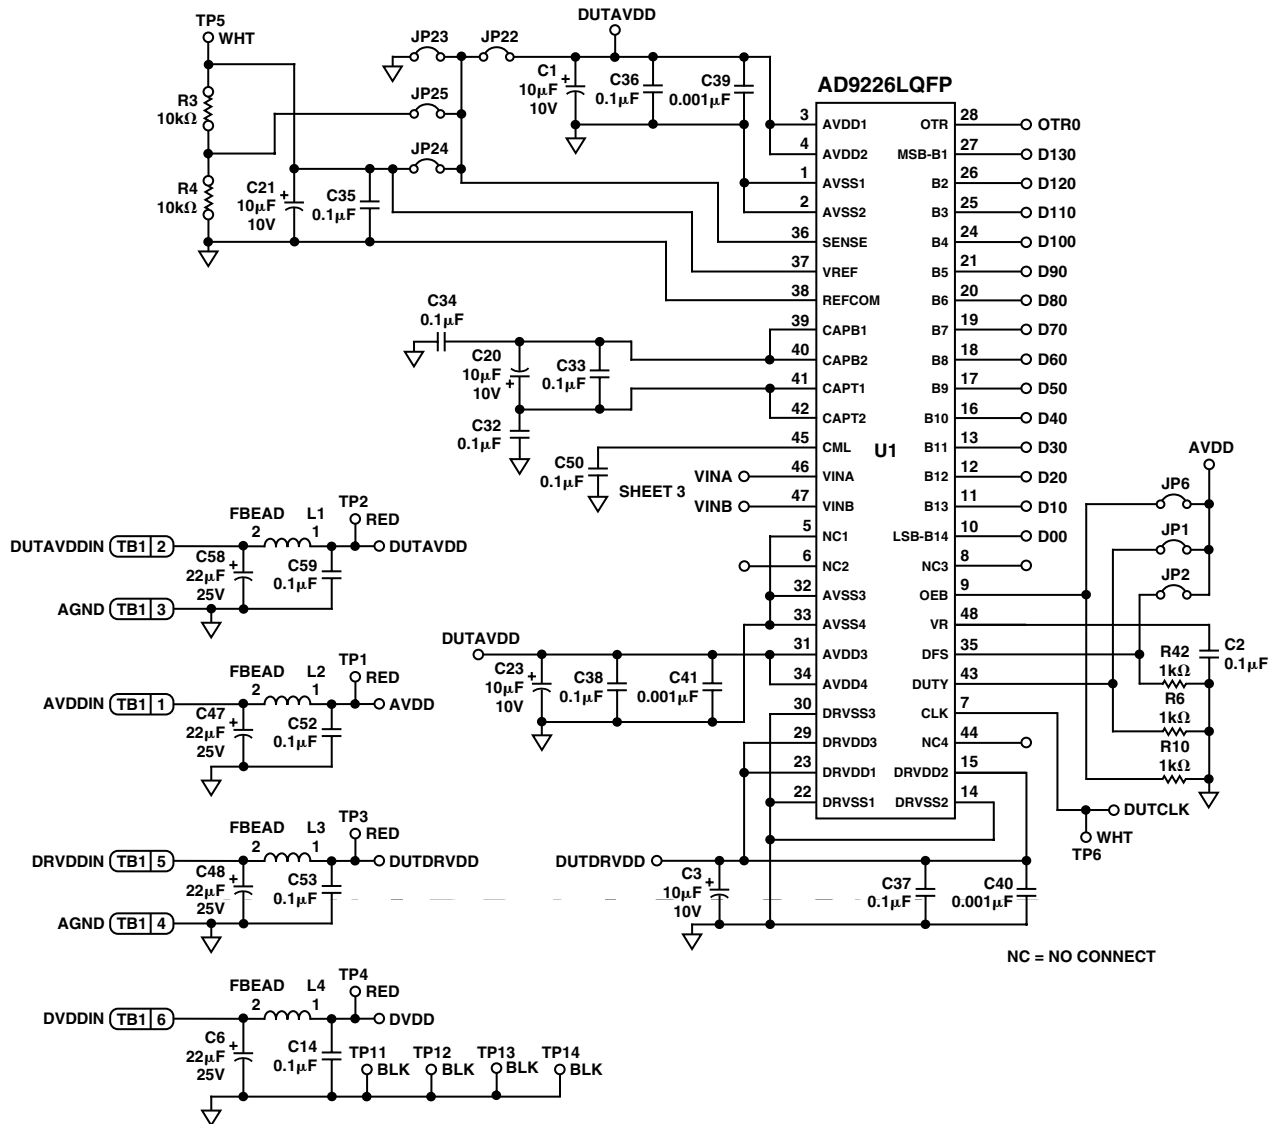 TP5
WHT
R3
10kΩ
R4
10kΩ
C21
10µF
10V
+
C35
0.1µF
JP23
JP22
JP25
JP24
DUTAVDD
C1
10µF
10V
+
C36
0.1µF
C39
0.001µF
AD9226LQFP
U1
3 AVDD1
4 AVDD2
1 AVSS1
2 AVSS2
36 SENSE
37 VREF
38 REFCOM
39 CAPB1
40 CAPB2
41 CAPT1
42 CAPT2
45 CML
46 VINA
47 VINB
5 NC1
6 NC2
32 AVSS3
33 AVSS4
31 AVDD3
34 AVDD4
30 DRVSS3
29 DRVDD3
23 DRVDD1
22 DRVSS1
OTR 28 OTR0
MSB-B1 27 D130
B2 26 D120
B3 25 D110
B4 24 D100
B5 21 D90
B6 20 D80
B7 19 D70
B8 18 D60
B9 17 D50
B10 16 D40
B11 13 D30
B12 12 D20
B13 11 D10
LSB-B14 10 D00
NC3 8
OEB 9
VR 48
DFS 35
DUTY 43
CLK 7
NC4 44
DRVDD2 15
DRVSS2 14
C34
0.1µF
C20
10µF
10V
+
C33
0.1µF
C32
0.1µF
C50
0.1µF
SHEET 3
VINA
VINB
AVDD
JP6
JP1
JP2
C2
0.1µF
R42
1kΩ
R6
1kΩ
R10
1kΩ
DUTCLK
WHT
TP6
DUTAVDD
C23
10µF
10V
+
C38
0.1µF
C41
0.001µF
DUTDRVDD
C3
10µF
10V
+
C37
0.1µF
C40
0.001µF
NC = NO CONNECT
FBEAD L1
2 1
TP2
RED
DUTAVDDIN TB1 2
DUTAVDD
C58
22µF
25V
+
C59
0.1µF
AGND TB1 3
FBEAD L2
2 1
TP1
RED
AVDDIN TB1 1
AVDD
C47
22µF
25V
+
C52
0.1µF
FBEAD L3
2 1
TP3
RED
DRVDDIN TB1 5
DUTDRVDD
C48
22µF
25V
+
C53
0.1µF
AGND TB1 4
FBEAD L4
2 1
TP4
RED
DVDDIN TB1 6
DVDD
C6
22µF
25V
+
C14
0.1µF
TP11
BLK
TP12
BLK
TP13
BLK
TP14
BLK